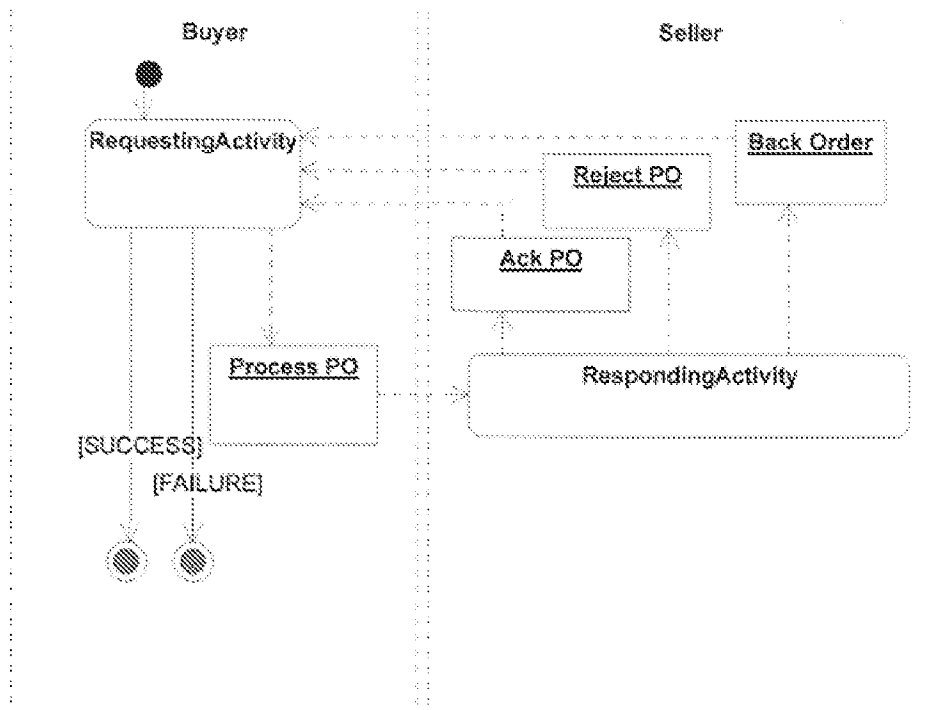 Buyer
Seller
RequestingActivity
Back Order
Reject PO
Ack PO
Process PO
RespondingActivity
[SUCCESS]
[FAILURE]